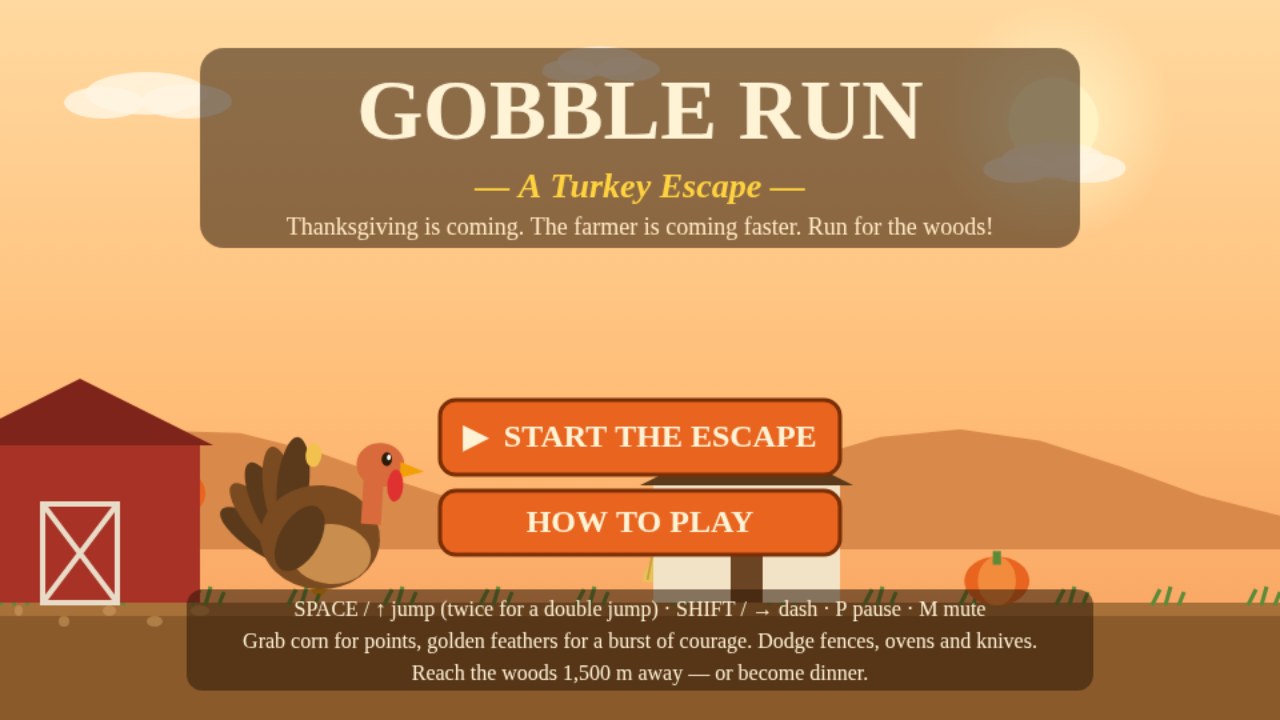 GOBBLE RUN
— A Turkey Escape —
Thanksgiving is coming. The farmer is coming faster. Run for the woods!
▶ START THE ESCAPE
HOW TO PLAY
SPACE / ↑ jump (twice for a double jump) · SHIFT / → dash · P pause · M mute
Grab corn for points, golden feathers for a burst of courage. Dodge fences, ovens and knives.
Reach the woods 1,500 m away — or become dinner.